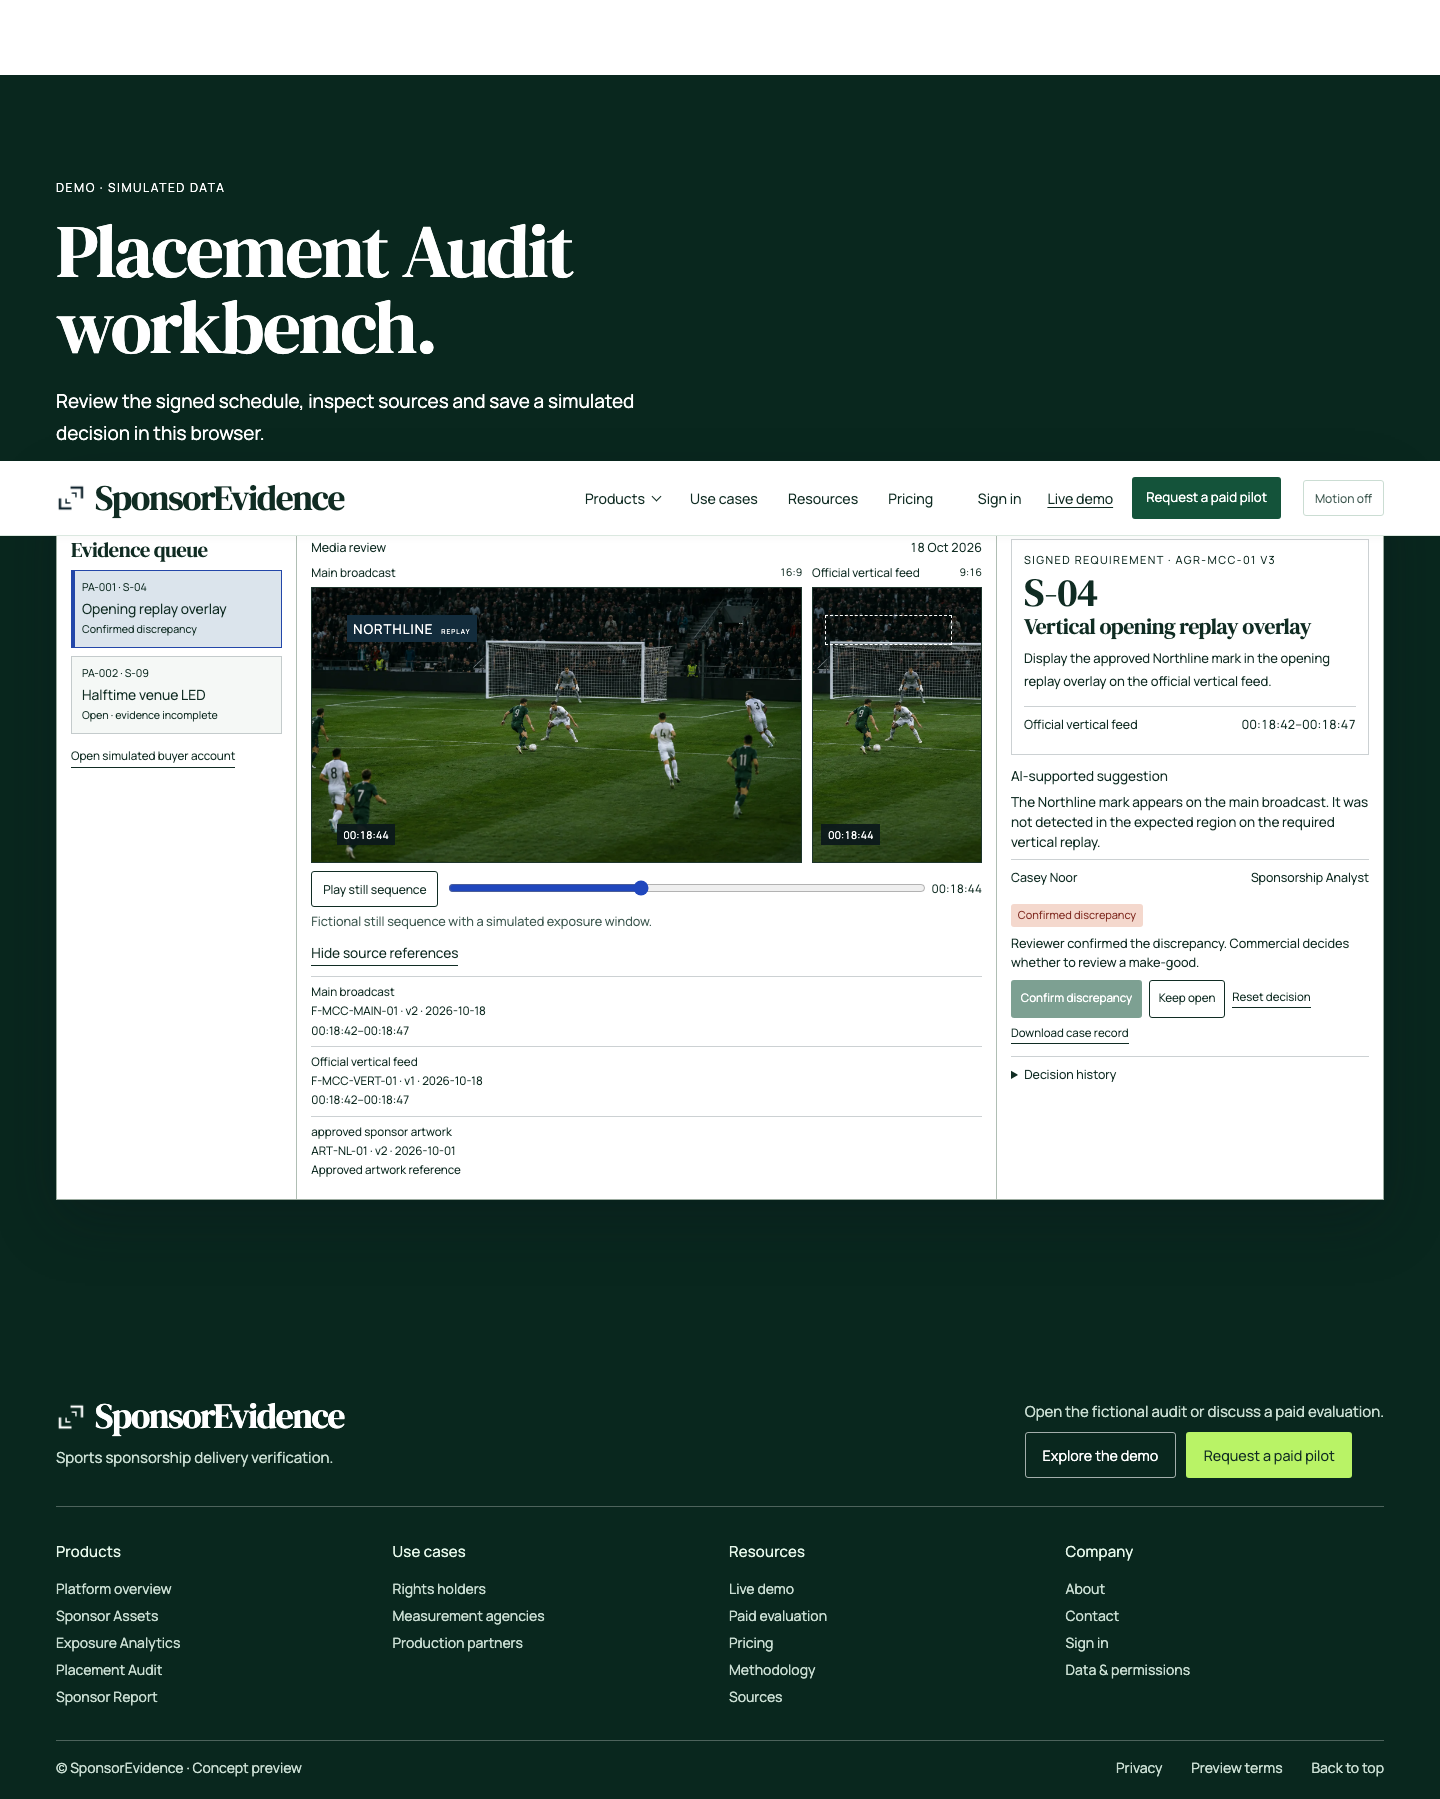 DEMO · SIMULATED DATA
Placement Audit
workbench.
Review the signed schedule, inspect sources and save a simulated
decision in this browser.
SponsorEvidence
Products
Use cases
Resources
Pricing
Sign in
Live demo
Request a paid pilot
Motion off
Evidence queue
PA-001 · S-04
Opening replay overlay
Confirmed discrepancy
PA-002 · S-09
Halftime venue LED
Open · evidence incomplete
Open simulated buyer account
Media review
18 Oct 2026
Main broadcast
16:9
Official vertical feed
9:16
NORTHLINE REPLAY
9
4
3
8
7
11
00:18:44
9
00:18:44
Play still sequence
00:18:44
Fictional still sequence with a simulated exposure window.
Hide source references
Main broadcast
F-MCC-MAIN-01 · v2 · 2026-10-18
00:18:42–00:18:47
Official vertical feed
F-MCC-VERT-01 · v1 · 2026-10-18
00:18:42–00:18:47
approved sponsor artwork
ART-NL-01 · v2 · 2026-10-01
Approved artwork reference
SIGNED REQUIREMENT · AGR-MCC-01 V3
S-04
Vertical opening replay overlay
Display the approved Northline mark in the opening
replay overlay on the official vertical feed.
Official vertical feed
00:18:42–00:18:47
AI-supported suggestion
The Northline mark appears on the main broadcast. It was
not detected in the expected region on the required
vertical replay.
Casey Noor
Sponsorship Analyst
Confirmed discrepancy
Reviewer confirmed the discrepancy. Commercial decides
whether to review a make-good.
Confirm discrepancy
Keep open
Reset decision
Download case record
Decision history
SponsorEvidence
Sports sponsorship delivery verification.
Open the fictional audit or discuss a paid evaluation.
Explore the demo
Request a paid pilot
Products
Platform overview
Sponsor Assets
Exposure Analytics
Placement Audit
Sponsor Report
Use cases
Rights holders
Measurement agencies
Production partners
Resources
Live demo
Paid evaluation
Pricing
Methodology
Sources
Company
About
Contact
Sign in
Data & permissions
© SponsorEvidence · Concept preview
Privacy
Preview terms
Back to top